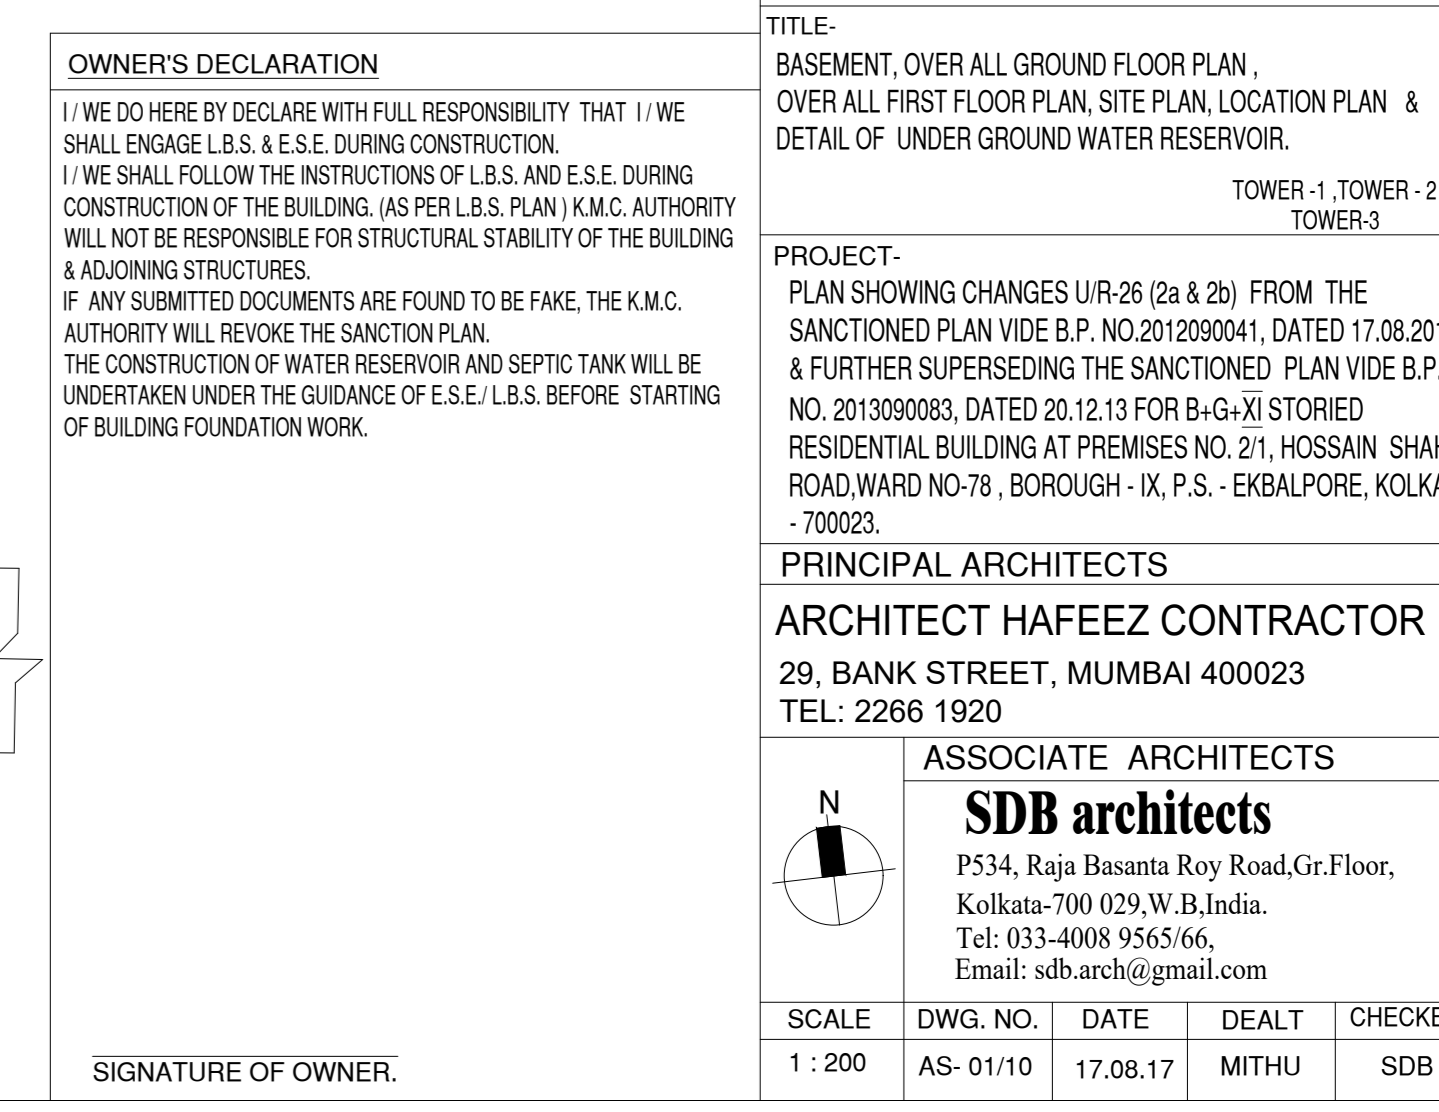 OWNER'S DECLARATION
I / WE DO HERE BY DECLARE WITH FULL RESPONSIBILITY THAT I / WE
SHALL ENGAGE L.B.S. & E.S.E. DURING CONSTRUCTION.
I / WE SHALL FOLLOW THE INSTRUCTIONS OF L.B.S. AND E.S.E. DURING
CONSTRUCTION OF THE BUILDING. (AS PER L.B.S. PLAN ) K.M.C. AUTHORITY
WILL NOT BE RESPONSIBLE FOR STRUCTURAL STABILITY OF THE BUILDING
& ADJOINING STRUCTURES.
IF ANY SUBMITTED DOCUMENTS ARE FOUND TO BE FAKE, THE K.M.C.
AUTHORITY WILL REVOKE THE SANCTION PLAN.
THE CONSTRUCTION OF WATER RESERVOIR AND SEPTIC TANK WILL BE
UNDERTAKEN UNDER THE GUIDANCE OF E.S.E./ L.B.S. BEFORE STARTING
OF BUILDING FOUNDATION WORK.
SIGNATURE OF OWNER.
TITLE-
BASEMENT, OVER ALL GROUND FLOOR PLAN ,
OVER ALL FIRST FLOOR PLAN, SITE PLAN, LOCATION PLAN &
DETAIL OF UNDER GROUND WATER RESERVOIR.
TOWER -1 ,TOWER - 2
TOWER-3
PROJECT-
PLAN SHOWING CHANGES U/R-26 (2a & 2b) FROM THE
SANCTIONED PLAN VIDE B.P. NO.2012090041, DATED
& FURTHER SUPERSEDING THE SANCTIONED PLAN VIDE B.P.
NO. 2013090083, DATED 20.12.13 FOR B+G+XI STORIED
RESIDENTIAL BUILDING AT PREMISES NO. 2/1, HOSSAIN
ROAD,WARD NO-78 , BOROUGH - IX, P.S. - EKBALPORE,
- 700023.
PRINCIPAL ARCHITECTS
ARCHITECT HAFEEZ CONTRACTOR
29, BANK STREET, MUMBAI 400023
TEL: 2266 1920
ASSOCIATE ARCHITECTS
N
SDB architects
P534, Raja Basanta Roy Road,Gr.Floor,
Kolkata-700 029,W.B,India.
Tel: 033-4008 9565/66,
Email: sdb.arch@gmail.com
SCALE DWG. NO. DATE DEALT
1 : 200 AS- 01/10 17.08.17 MITHU SDB